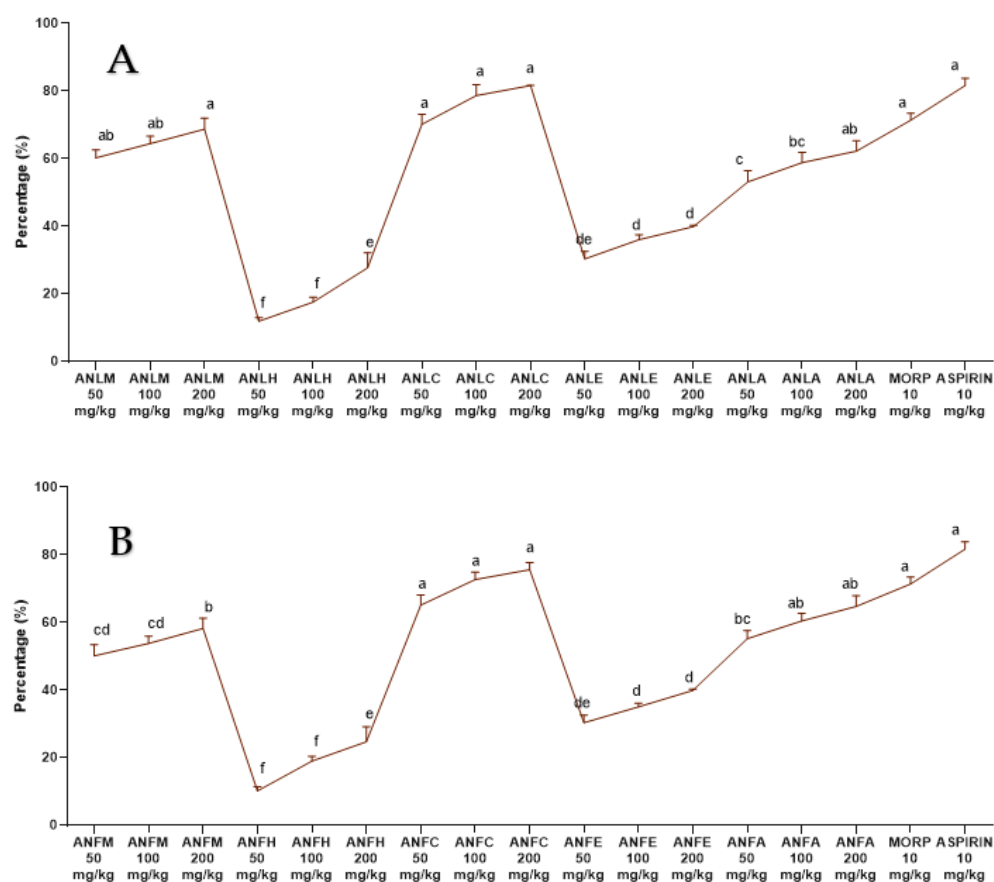 A
Percentage (%)
100
80
60
40
20
0
ab
ab
a
f
f
e
a
a
a
de
d
d
c
bc
ab
a
a
ANLM ANLM ANLM ANLH ANLH ANLH ANLC ANLC ANLC ANLE ANLE ANLE ANLA ANLA ANLA MORP ASPIRIN
50 100 200 50 100 200 50 100 200 50 100 200 50 100 200 10 10
mg/kg mg/kg mg/kg mg/kg mg/kg mg/kg mg/kg mg/kg mg/kg mg/kg mg/kg mg/kg mg/kg mg/kg mg/kg mg/kg mg/kg
B
Percentage (%)
100
80
60
40
20
0
cd
cd
b
f
f
e
a
a
a
de
d
d
bc
ab
ab
a
a
ANFM ANFM ANFM ANFH ANFH ANFH ANFC ANFC ANFC ANFE ANFE ANFE ANFA ANFA ANFA MORP ASPIRIN
50 100 200 50 100 200 50 100 200 50 100 200 50 100 200 10 10
mg/kg mg/kg mg/kg mg/kg mg/kg mg/kg mg/kg mg/kg mg/kg mg/kg mg/kg mg/kg mg/kg mg/kg mg/kg mg/kg mg/kg